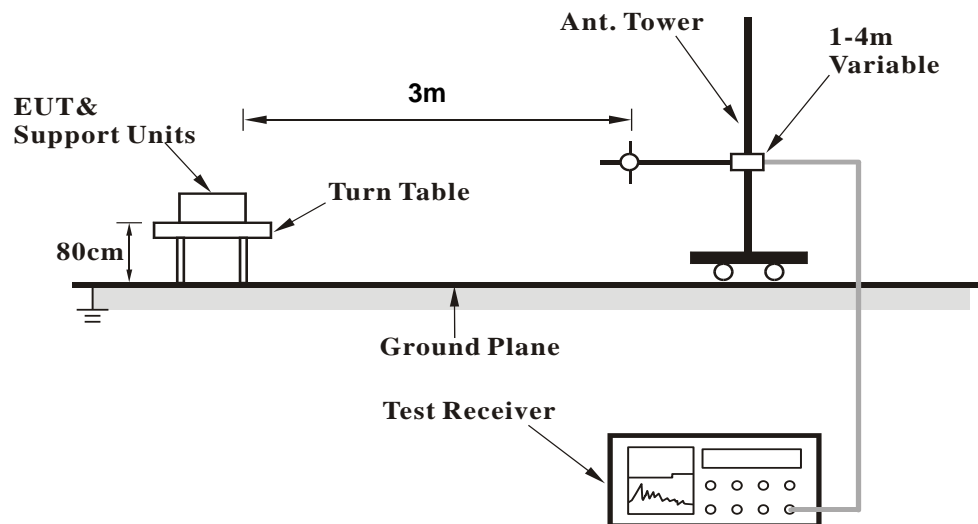 Ant. Tower
1-4m
Variable
3m
EUT&
Support Units
Turn Table
80cm
Ground Plane
Test Receiver